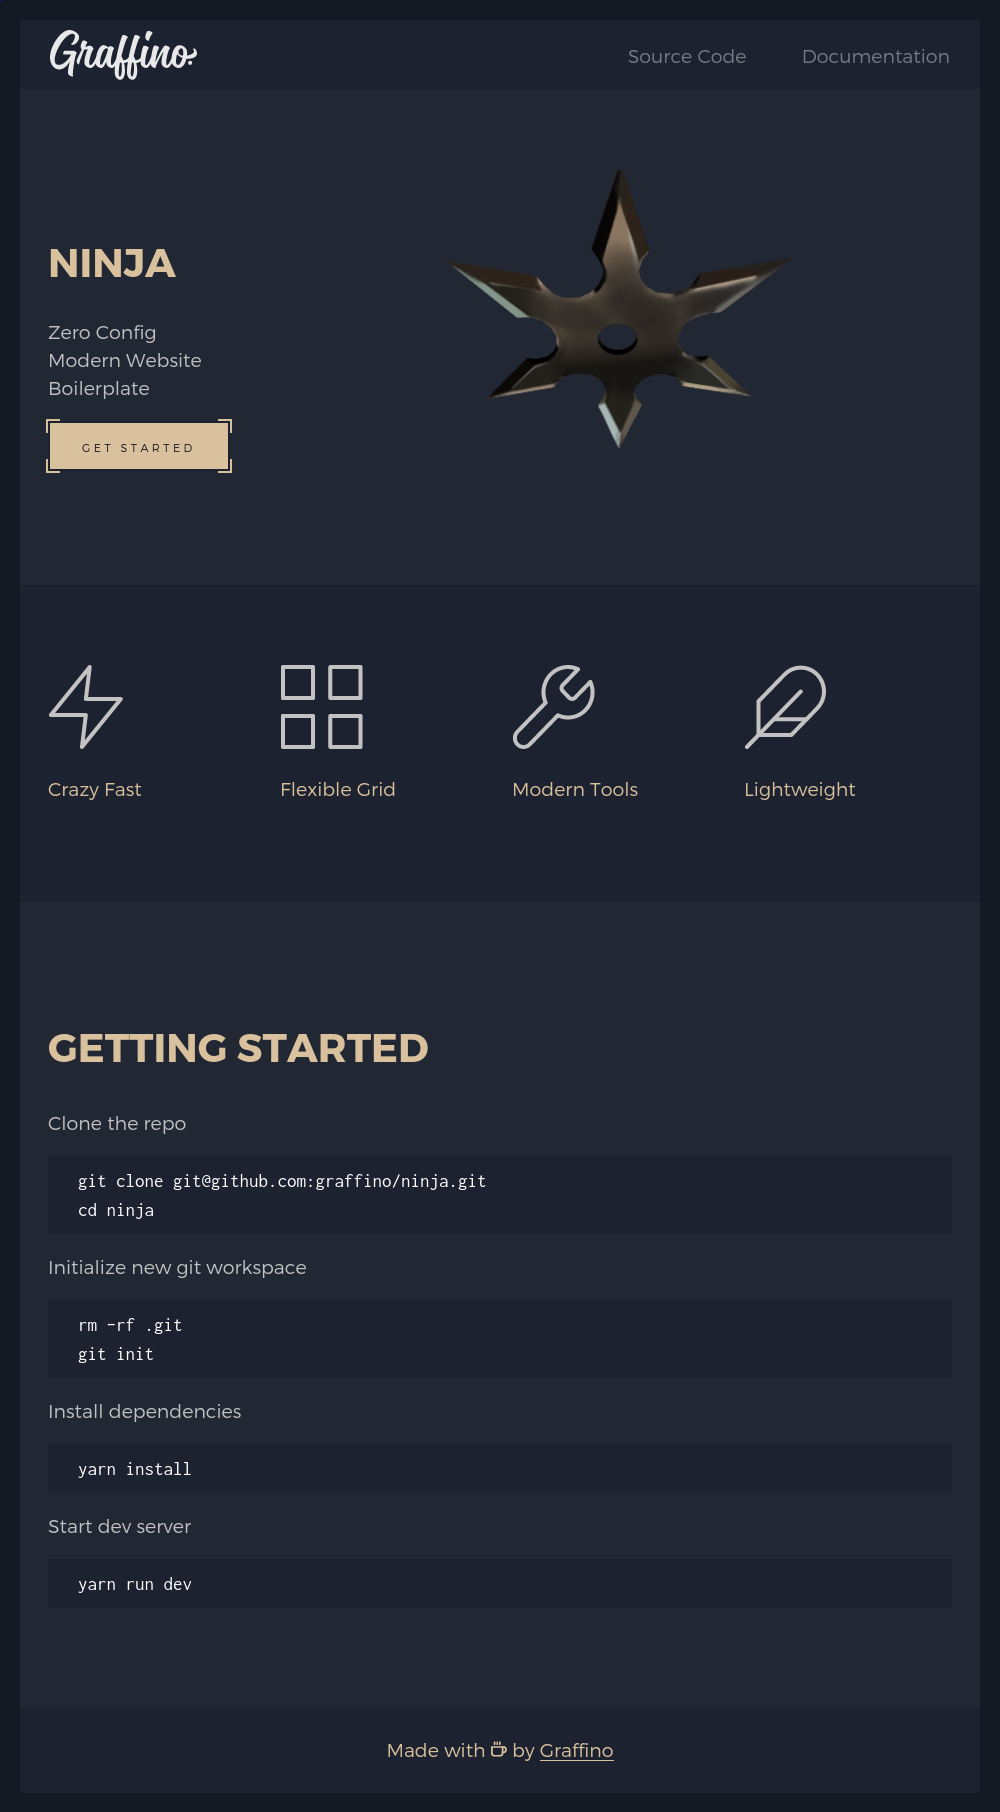 Graffino.
Source Code
Documentation
NINJA
Zero Config
Modern Website
Boilerplate
GET STARTED
Crazy Fast
Flexible Grid
Modern Tools
Lightweight
GETTING STARTED
Clone the repo
git clone git@github.com:graffino/ninja.git
cd ninja
Initialize new git workspace
rm -rf .git
git init
Install dependencies
yarn install
Start dev server
yarn run dev
Made with by Graffino